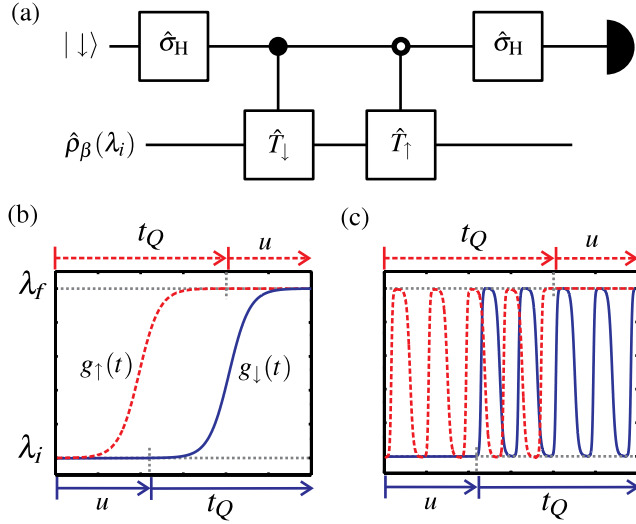 (a)
|↓⟩ σ̂_H σ̂_H
ρ̂_β(λ_i) T̂_↓ T̂_↑
(b) (c)
t_Q u t_Q u
λ_f
g_↑(t) g_↓(t)
λ_i
u t_Q u t_Q